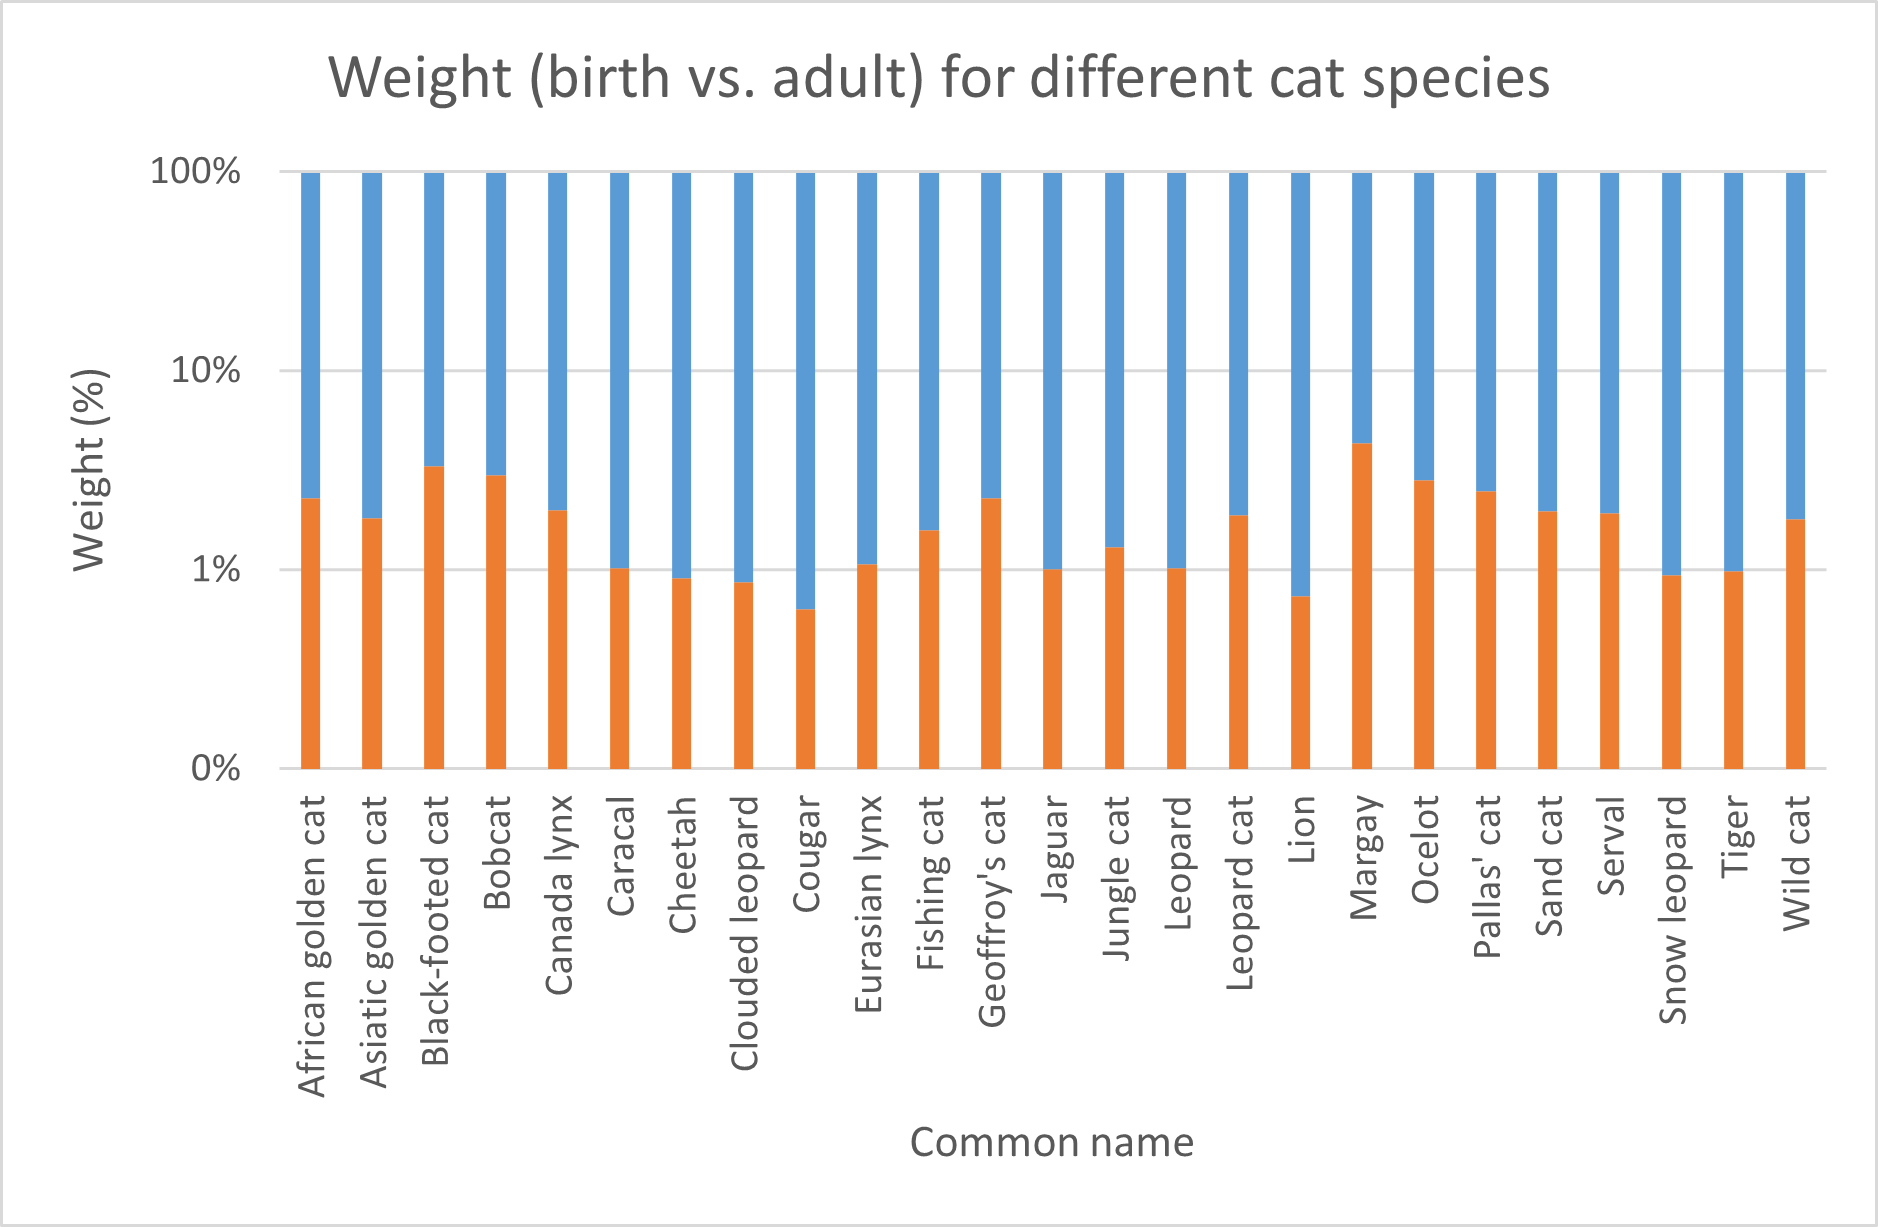 Weight (birth vs. adult) for different cat species
100%
10%
1%
0%
Weight (%)
African golden cat
Asiatic golden cat
Black-footed cat
Bobcat
Canada lynx
Caracal
Cheetah
Clouded leopard
Cougar
Eurasian lynx
Fishing cat
Geoffroy's cat
Jaguar
Jungle cat
Leopard
Leopard cat
Lion
Margay
Ocelot
Pallas' cat
Sand cat
Serval
Snow leopard
Tiger
Wild cat
Common name